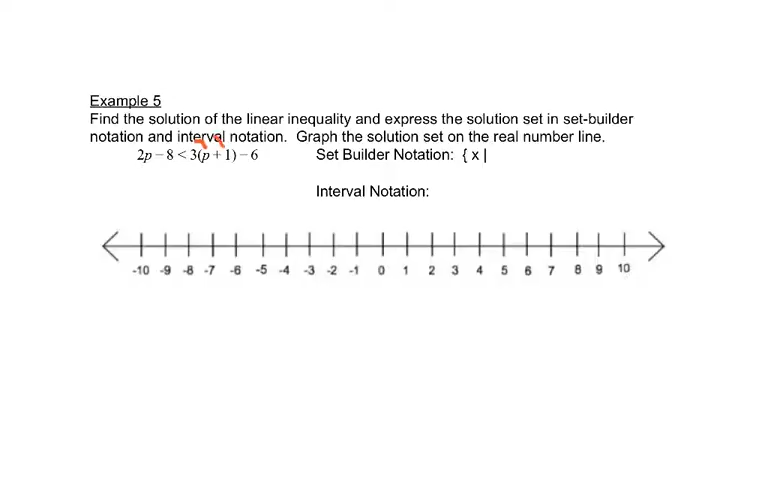 Example 5
Find the solution of the linear inequality and express the solution set in set-builder
notation and interval notation. Graph the solution set on the real number line.
2p − 8 < 3(p + 1) − 6 Set Builder Notation: { x |
Interval Notation:
-10 -9 -8 -7 -6 -5 -4 -3 -2 -1 0 1 2 3 4 5 6 7 8 9 10